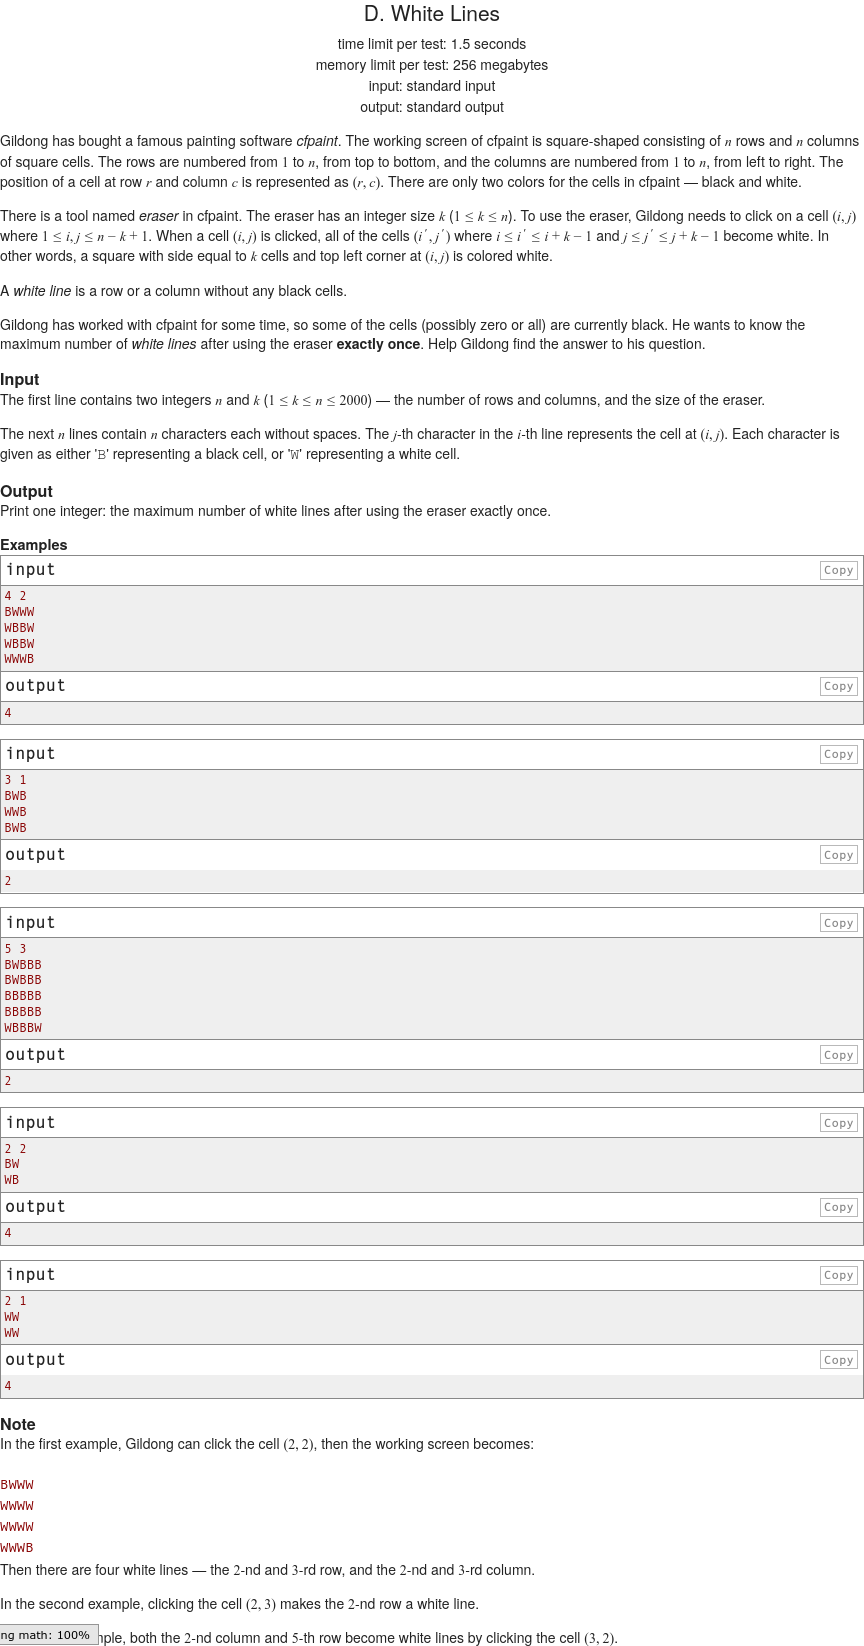 D. White Lines
time limit per test: 1.5 seconds
memory limit per test: 256 megabytes
input: standard input
output: standard output
Gildong has bought a famous painting software cfpaint. The working screen of cfpaint is square-shaped consisting of n rows and n columns
of square cells. The rows are numbered from 1 to n, from top to bottom, and the columns are numbered from 1 to n, from left to right. The
position of a cell at row r and column c is represented as (r, c). There are only two colors for the cells in cfpaint — black and white.
There is a tool named eraser in cfpaint. The eraser has an integer size k (1 ≤ k ≤ n). To use the eraser, Gildong needs to click on a cell (i, j)
where 1 ≤ i, j ≤ n − k + 1. When a cell (i, j) is clicked, all of the cells (i′, j′) where i ≤ i′ ≤ i + k − 1 and j ≤ j′ ≤ j + k − 1 become white. In
other words, a square with side equal to k cells and top left corner at (i, j) is colored white.
A white line is a row or a column without any black cells.
Gildong has worked with cfpaint for some time, so some of the cells (possibly zero or all) are currently black. He wants to know the
maximum number of white lines after using the eraser exactly once. Help Gildong find the answer to his question.
Input
The first line contains two integers n and k (1 ≤ k ≤ n ≤ 2000) — the number of rows and columns, and the size of the eraser.
The next n lines contain n characters each without spaces. The j-th character in the i-th line represents the cell at (i, j). Each character is
given as either 'B' representing a black cell, or 'W' representing a white cell.
Output
Print one integer: the maximum number of white lines after using the eraser exactly once.
Examples
input Copy
4 2
BWWW
WBBW
WBBW
WWWB
output Copy
4
input Copy
3 1
BWB
WWB
BWB
output Copy
2
input Copy
5 3
BWBBB
BWBBB
BBBBB
BBBBB
WBBBW
output Copy
2
input Copy
2 2
BW
WB
output Copy
4
input Copy
2 1
WW
WW
output Copy
4
Note
In the first example, Gildong can click the cell (2, 2), then the working screen becomes:
BWWW
WWWW
WWWW
WWWB
Then there are four white lines — the 2-nd and 3-rd row, and the 2-nd and 3-rd column.
In the second example, clicking the cell (2, 3) makes the 2-nd row a white line.
ng math: 100% mple, both the 2-nd column and 5-th row become white lines by clicking the cell (3, 2).